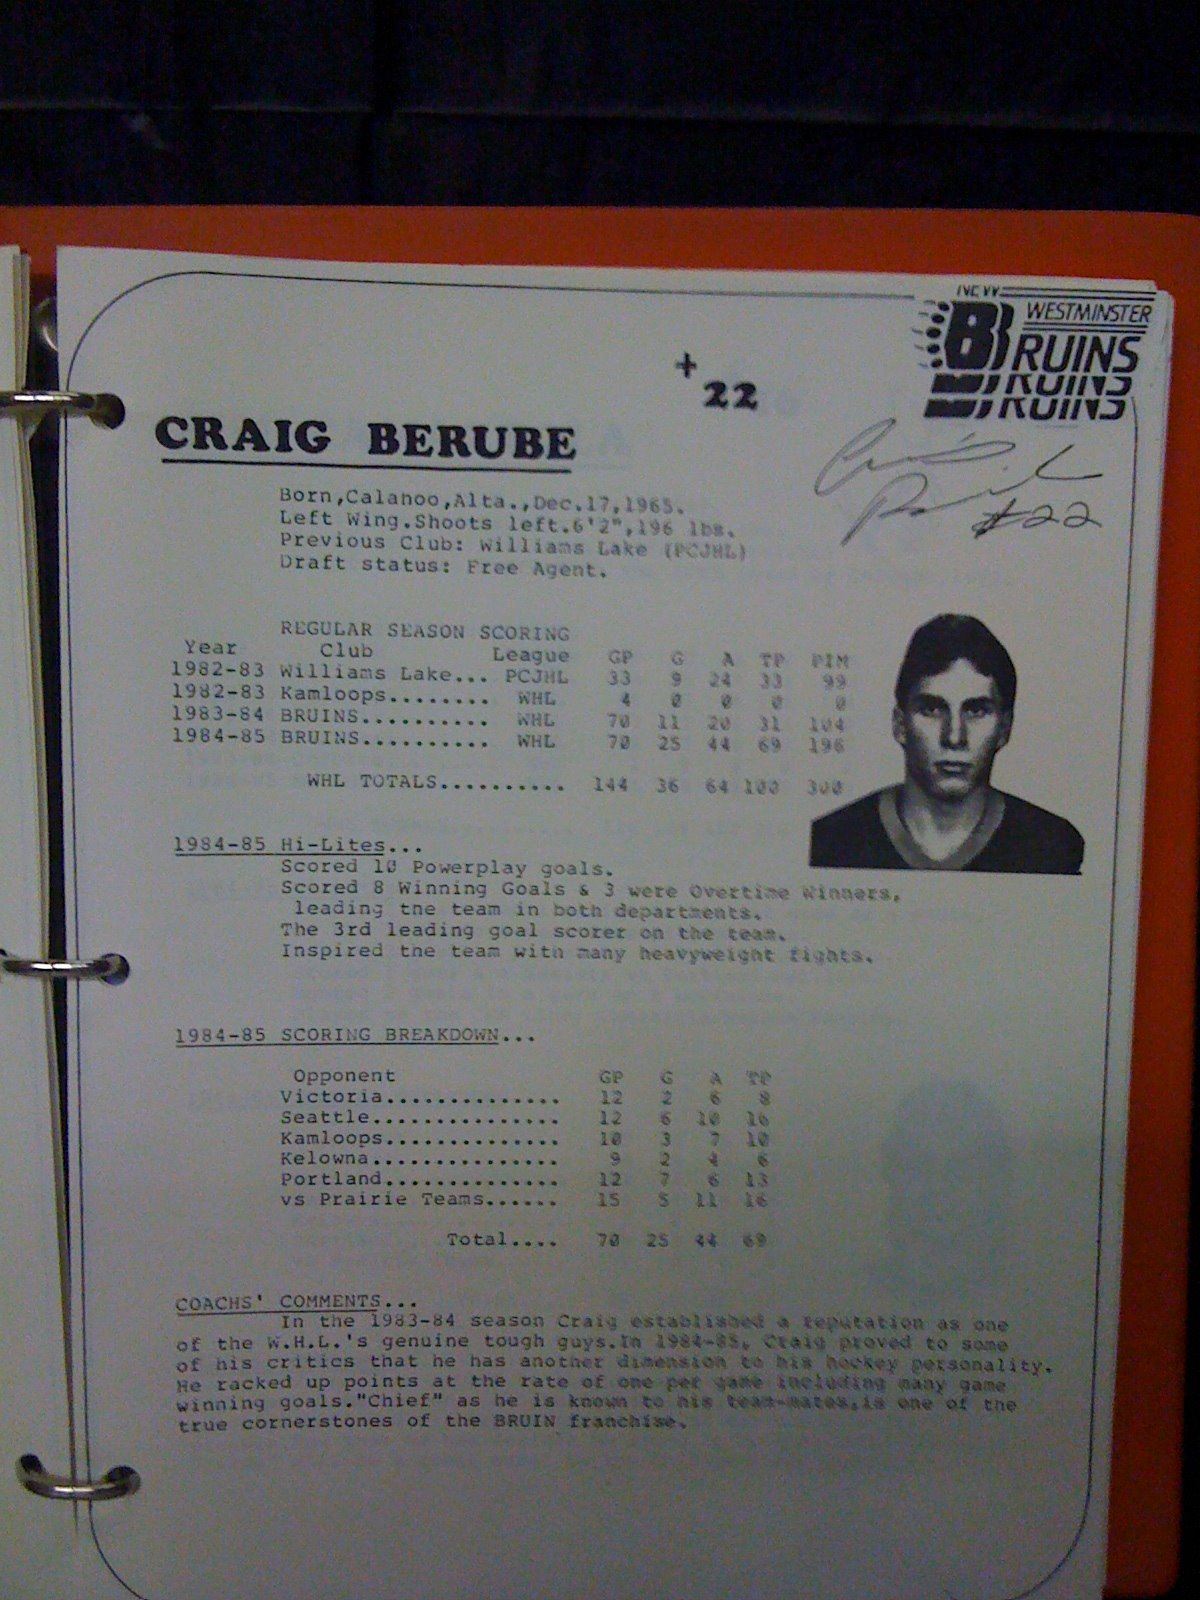 NEW
WESTMINSTER
BRUINS
RUINS
RUINS
+
22
CRAIG BERUBE
#22
Born,Calahoo,Alta.,Dec.17,1965.
Left Wing.Shoots left.6'2",196 lbs.
Previous Club: Williams Lake (PCJHL)
Draft status: Free Agent.
REGULAR SEASON SCORING
Year Club League GP G A TP PIM
1982-83 Williams Lake... PCJHL 33 9 24 33 99
1982-83 Kamloops........ WHL 4 0 0 0 0
1983-84 BRUINS.......... WHL 70 11 20 31 104
1984-85 BRUINS.......... WHL 70 25 44 69 196
WHL TOTALS.......... 144 36 64 100 300
1984-85 Hi-Lites...
Scored 10 Powerplay goals.
Scored 8 Winning Goals & 3 were Overtime Winners,
leading the team in both departments.
The 3rd leading goal scorer on the team.
Inspired the team with many heavyweight fights.
1984-85 SCORING BREAKDOWN...
Opponent GP G A TP
Victoria.............. 12 2 6 8
Seattle............... 12 6 10 16
Kamloops.............. 10 3 7 10
Kelowna............... 9 2 4 6
Portland.............. 12 7 6 13
vs Prairie Teams...... 15 5 11 16
Total.... 70 25 44 69
COACHS' COMMENTS...
In the 1983-84 season Craig established a reputation as one
of the W.H.L.'s genuine tough guys.In 1984-85, Craig proved to some
of his critics that he has another dimension to his hockey personality.
He racked up points at the rate of one per game including many game
winning goals."Chief" as he is known to his team-mates,is one of the
true cornerstones of the BRUIN franchise.